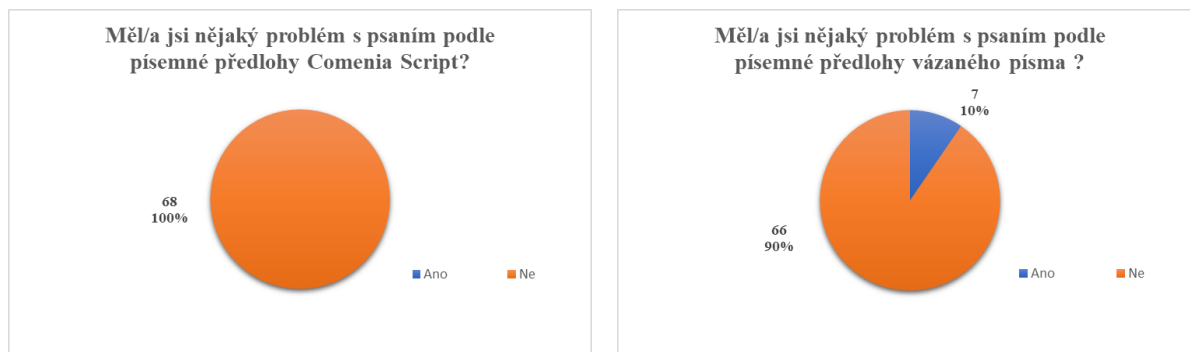 Měl/a jsi nějaký problém s psaním podle
písemné předlohy Comenia Script?
68
100%
Ano
Ne
Měl/a jsi nějaký problém s psaním podle
písemné předlohy vázaného písma ?
7
10%
66
90%
Ano
Ne